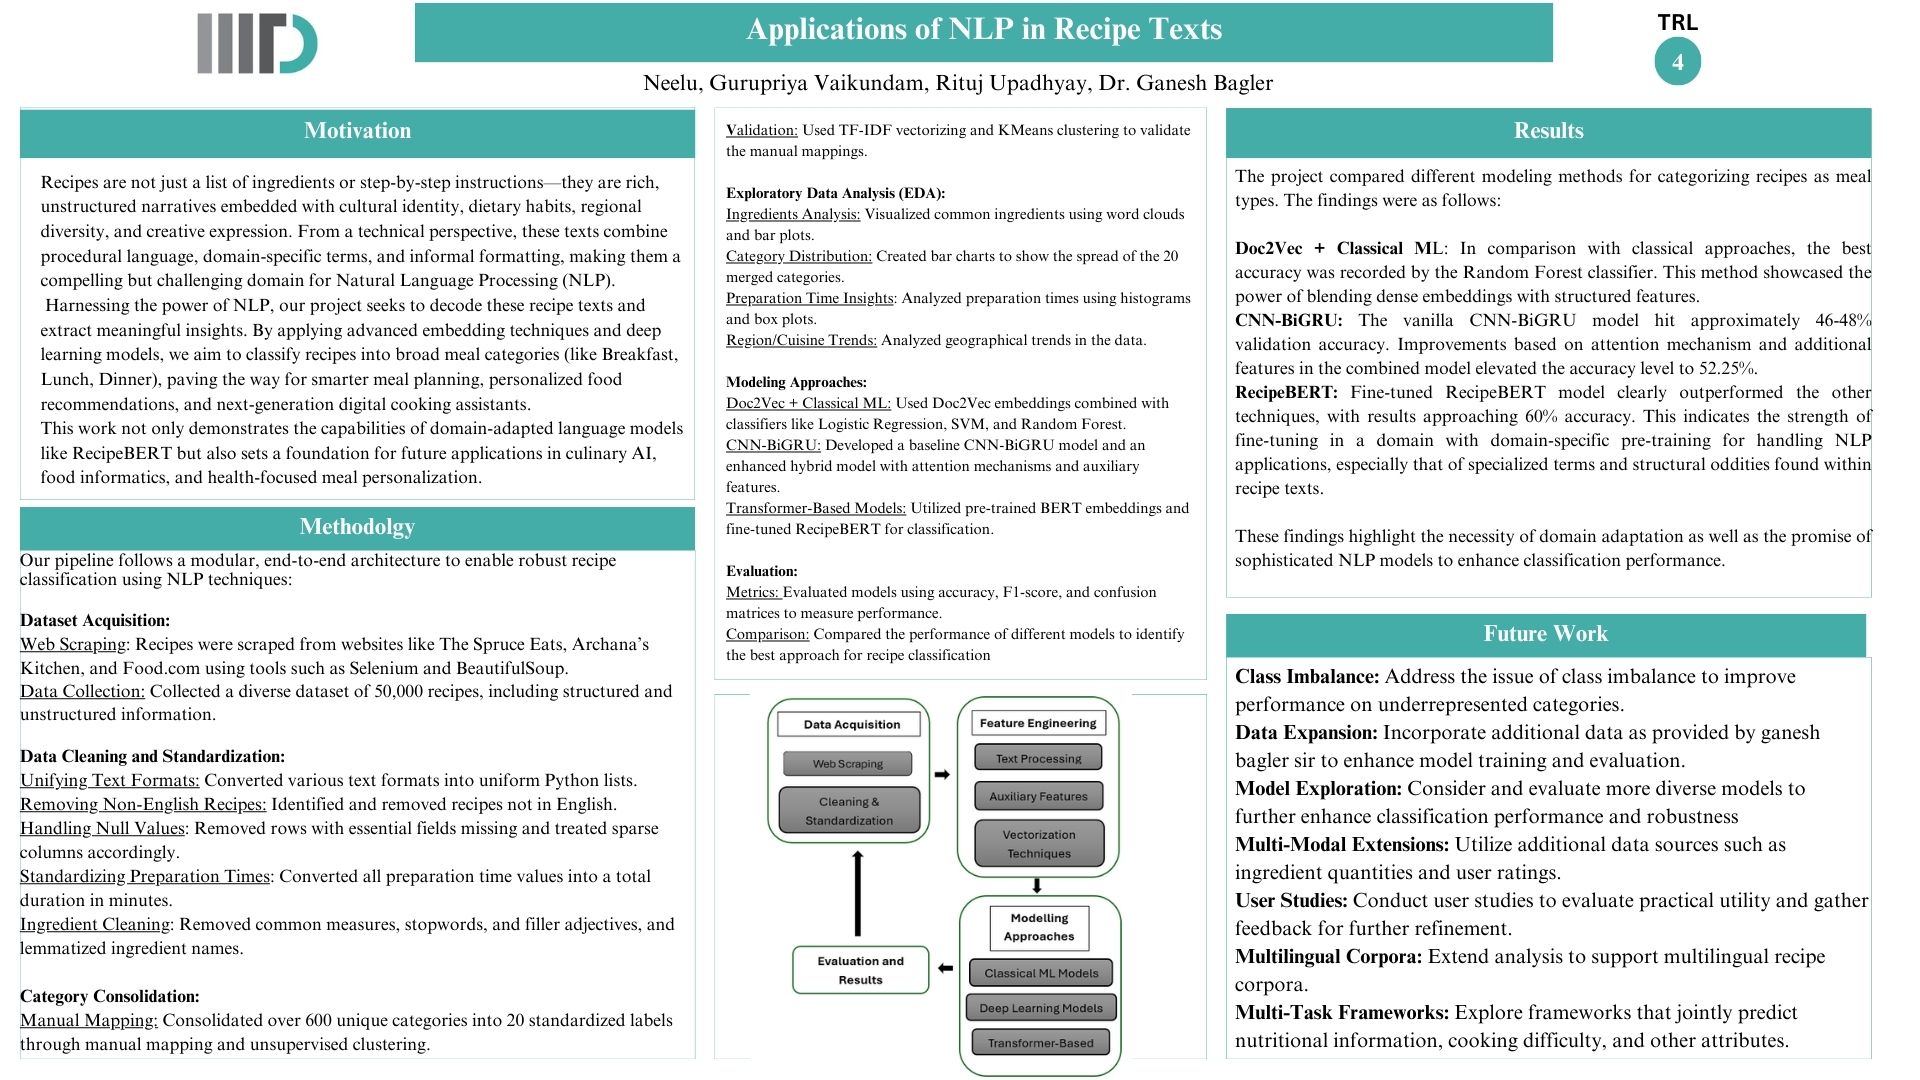 Applications of NLP in Recipe Texts
TRL
4
Neelu, Gurupriya Vaikundam, Rituj Upadhyay, Dr. Ganesh Bagler
Motivation
Recipes are not just a list of ingredients or step-by-step instructions—they are rich,
unstructured narratives embedded with cultural identity, dietary habits, regional
diversity, and creative expression. From a technical perspective, these texts combine
procedural language, domain-specific terms, and informal formatting, making them a
compelling but challenging domain for Natural Language Processing (NLP).
Harnessing the power of NLP, our project seeks to decode these recipe texts and
extract meaningful insights. By applying advanced embedding techniques and deep
learning models, we aim to classify recipes into broad meal categories (like Breakfast,
Lunch, Dinner), paving the way for smarter meal planning, personalized food
recommendations, and next-generation digital cooking assistants.
This work not only demonstrates the capabilities of domain-adapted language models
like RecipeBERT but also sets a foundation for future applications in culinary AI,
food informatics, and health-focused meal personalization.
Methodolgy
Our pipeline follows a modular, end-to-end architecture to enable robust recipe
classification using NLP techniques:
Dataset Acquisition:
Web Scraping: Recipes were scraped from websites like The Spruce Eats, Archana’s
Kitchen, and Food.com using tools such as Selenium and BeautifulSoup.
Data Collection: Collected a diverse dataset of 50,000 recipes, including structured and
unstructured information.
Data Cleaning and Standardization:
Unifying Text Formats: Converted various text formats into uniform Python lists.
Removing Non-English Recipes: Identified and removed recipes not in English.
Handling Null Values: Removed rows with essential fields missing and treated sparse
columns accordingly.
Standardizing Preparation Times: Converted all preparation time values into a total
duration in minutes.
Ingredient Cleaning: Removed common measures, stopwords, and filler adjectives, and
lemmatized ingredient names.
Category Consolidation:
Manual Mapping: Consolidated over 600 unique categories into 20 standardized labels
through manual mapping and unsupervised clustering.
Validation: Used TF-IDF vectorizing and KMeans clustering to validate
the manual mappings.
Exploratory Data Analysis (EDA):
Ingredients Analysis: Visualized common ingredients using word clouds
and bar plots.
Category Distribution: Created bar charts to show the spread of the 20
merged categories.
Preparation Time Insights: Analyzed preparation times using histograms
and box plots.
Region/Cuisine Trends: Analyzed geographical trends in the data.
Modeling Approaches:
Doc2Vec + Classical ML: Used Doc2Vec embeddings combined with
classifiers like Logistic Regression, SVM, and Random Forest.
CNN-BiGRU: Developed a baseline CNN-BiGRU model and an
enhanced hybrid model with attention mechanisms and auxiliary
features.
Transformer-Based Models: Utilized pre-trained BERT embeddings and
fine-tuned RecipeBERT for classification.
Evaluation:
Metrics: Evaluated models using accuracy, F1-score, and confusion
matrices to measure performance.
Comparison: Compared the performance of different models to identify
the best approach for recipe classification
Data Acquisition
Web Scraping
Cleaning &
Standardization
Feature Engineering
Text Processing
Auxiliary Features
Vectorization
Techniques
Modelling
Approaches
Classical ML Models
Deep Learning Models
Transformer-Based
Evaluation and
Results
Results
The project compared different modeling methods for categorizing recipes as meal
types. The findings were as follows:
Doc2Vec + Classical ML: In comparison with classical approaches, the best
accuracy was recorded by the Random Forest classifier. This method showcased the
power of blending dense embeddings with structured features.
CNN-BiGRU: The vanilla CNN-BiGRU model hit approximately 46-48%
validation accuracy. Improvements based on attention mechanism and additional
features in the combined model elevated the accuracy level to 52.25%.
RecipeBERT: Fine-tuned RecipeBERT model clearly outperformed the other
techniques, with results approaching 60% accuracy. This indicates the strength of
fine-tuning in a domain with domain-specific pre-training for handling NLP
applications, especially that of specialized terms and structural oddities found within
recipe texts.
These findings highlight the necessity of domain adaptation as well as the promise of
sophisticated NLP models to enhance classification performance.
Future Work
Class Imbalance: Address the issue of class imbalance to improve
performance on underrepresented categories.
Data Expansion: Incorporate additional data as provided by ganesh
bagler sir to enhance model training and evaluation.
Model Exploration: Consider and evaluate more diverse models to
further enhance classification performance and robustness
Multi-Modal Extensions: Utilize additional data sources such as
ingredient quantities and user ratings.
User Studies: Conduct user studies to evaluate practical utility and gather
feedback for further refinement.
Multilingual Corpora: Extend analysis to support multilingual recipe
corpora.
Multi-Task Frameworks: Explore frameworks that jointly predict
nutritional information, cooking difficulty, and other attributes.